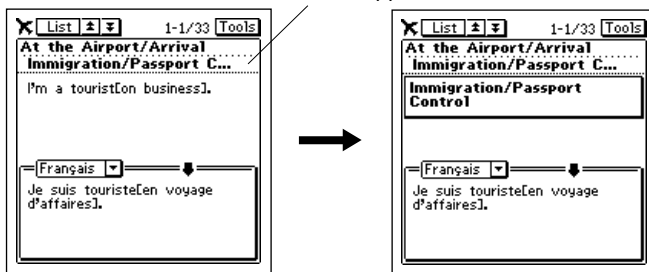 List 1-1/33 Tools
At the Airport/Arrival
Immigration/Passport C...
I'm a tourist[on business].
Français
Je suis touriste[en voyage
d'affaires].
List 1-1/33 Tools
At the Airport/Arrival
Immigration/Passport C...
Immigration/Passport
Control
Français
Je suis touriste[en voyage
d'affaires].